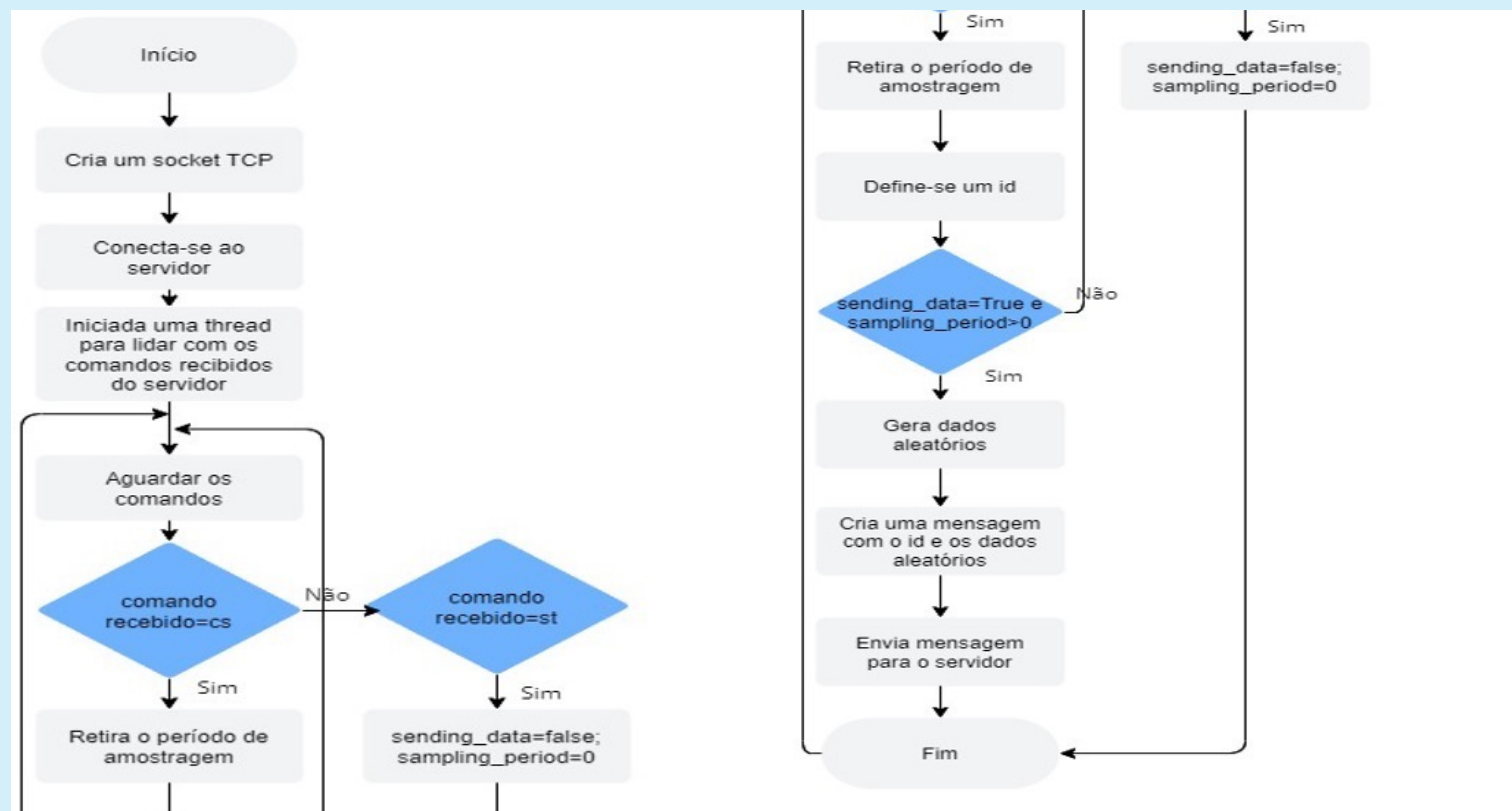 Início
Cria um socket TCP
Conecta-se ao
servidor
Iniciada uma thread
para lidar com os
comandos recibidos
do servidor
Aguardar os
comandos
comando
recebido=cs
Não
comando
recebido=st
Sim
Sim
Retira o período de
amostragem
sending_data=false;
sampling_period=0
Sim
Sim
Retira o período de
amostragem
sending_data=false;
sampling_period=0
Define-se um id
sending_data=True e
sampling_period>0
Não
Sim
Gera dados
aleatórios
Cria uma mensagem
com o id e os dados
aleatórios
Envia mensagem
para o servidor
Fim